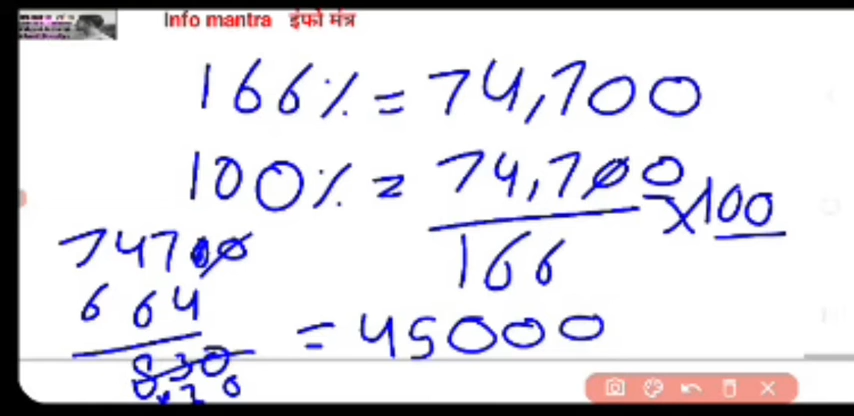 Info mantra इंफो मंत्र
166% = 74,700
100% = 74,700 × 100
166
74700
664
830
= 45000